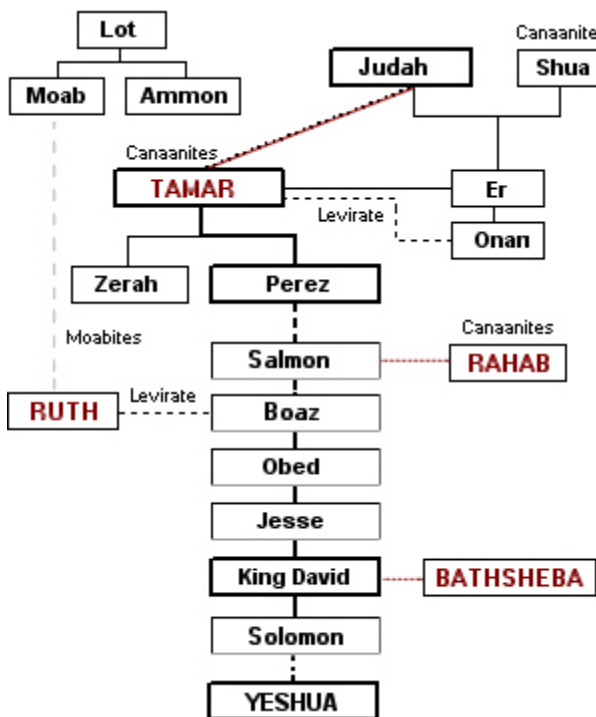 Lot
Canaanite
Judah
Shua
Moab
Ammon
Canaanites
TAMAR
Er
Levirate
Onan
Zerah
Perez
Moabites
Canaanites
Salmon
RAHAB
RUTH
Levirate
Boaz
Obed
Jesse
King David
BATHSHEBA
Solomon
YESHUA